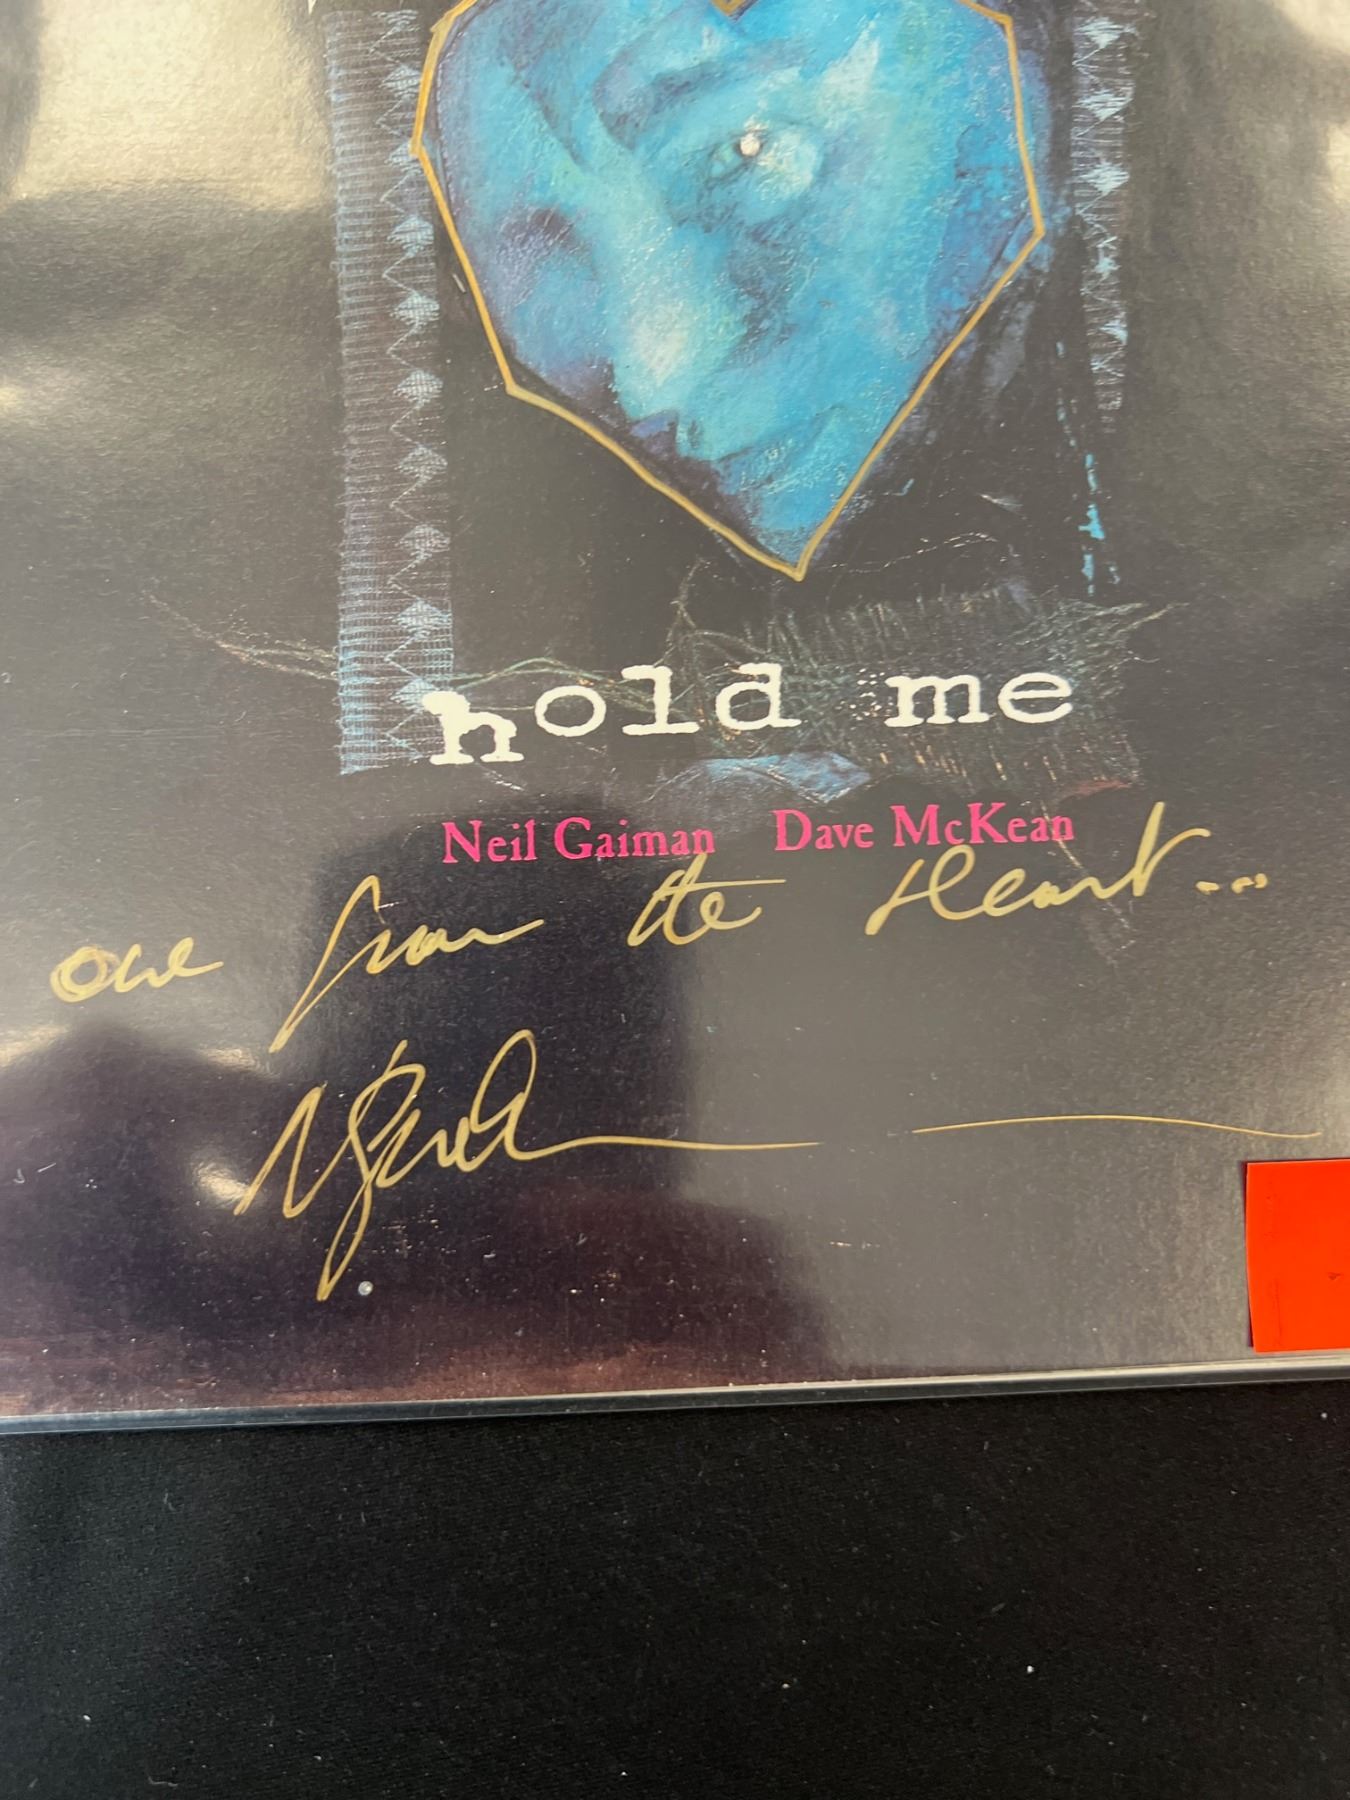 hold me
Neil Gaiman Dave McKean
one from the Heart...